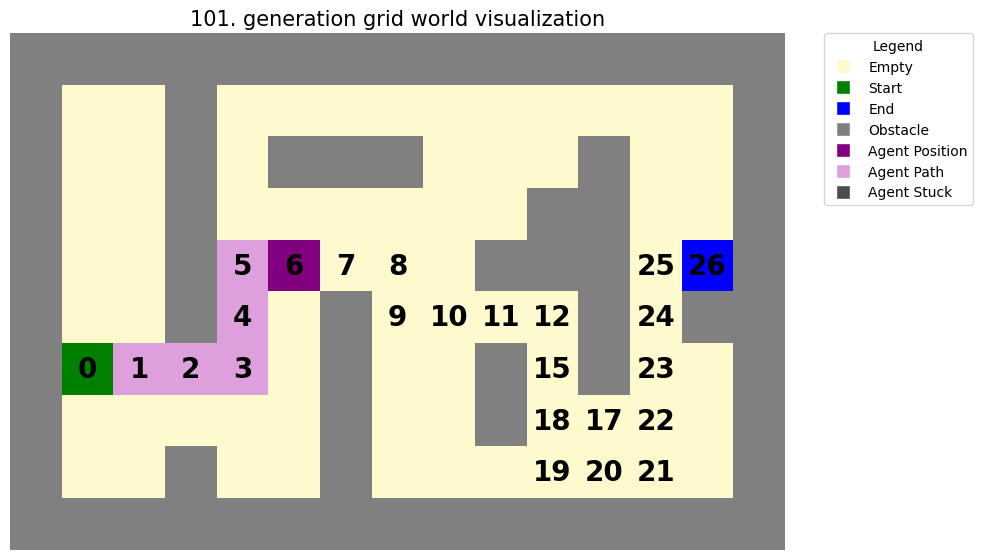 101. generation grid world visualization
Legend
Empty
Start
End
Obstacle
Agent Position
Agent Path
Agent Stuck
5 6 7 8 25 26
4 9 10 11 12 24
0 1 2 3 15 23
18 17 22
19 20 21